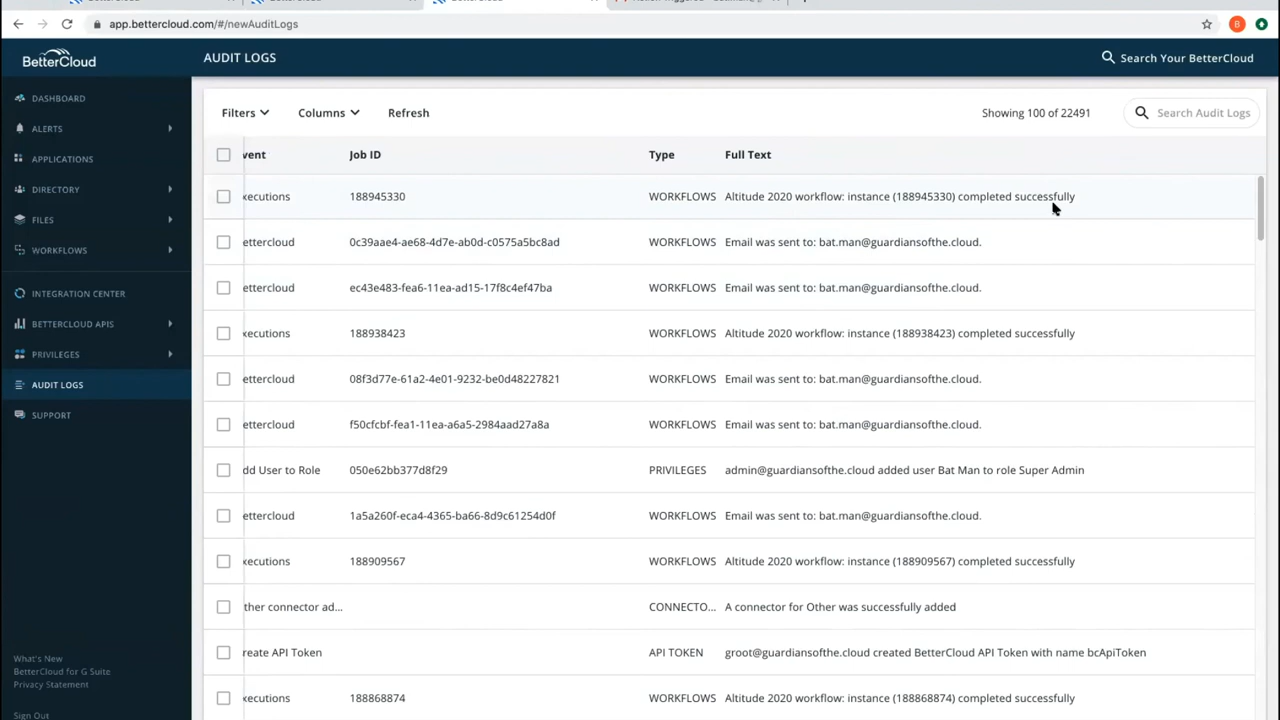 app.bettercloud.com/#/newAuditLogs
B
BetterCloud
AUDIT LOGS
Search Your BetterCloud
DASHBOARD
ALERTS
APPLICATIONS
DIRECTORY
FILES
WORKFLOWS
INTEGRATION CENTER
BETTERCLOUD APIS
PRIVILEGES
AUDIT LOGS
SUPPORT
What's New
BetterCloud for G Suite
Privacy Statement
Sign Out
Filters Columns Refresh Showing 100 of 22491 Search Audit Logs
vent Job ID Type Full Text
xecutions 188945330 WORKFLOWS Altitude 2020 workflow: instance (188945330) completed successfully
ettercloud 0c39aae4-ae68-4d7e-ab0d-c0575a5bc8ad WORKFLOWS Email was sent to: bat.man@guardiansofthe.cloud.
ettercloud ec43e483-fea6-11ea-ad15-17f8c4ef47ba WORKFLOWS Email was sent to: bat.man@guardiansofthe.cloud.
xecutions 188938423 WORKFLOWS Altitude 2020 workflow: instance (188938423) completed successfully
ettercloud 08f3d77e-61a2-4e01-9232-be0d48227821 WORKFLOWS Email was sent to: bat.man@guardiansofthe.cloud.
ettercloud f50cfcbf-fea1-11ea-a6a5-2984aad27a8a WORKFLOWS Email was sent to: bat.man@guardiansofthe.cloud.
dd User to Role 050e62bb377d8f29 PRIVILEGES admin@guardiansofthe.cloud added user Bat Man to role Super Admin
ettercloud 1a5a260f-eca4-4365-ba66-8d9c61254d0f WORKFLOWS Email was sent to: bat.man@guardiansofthe.cloud.
xecutions 188909567 WORKFLOWS Altitude 2020 workflow: instance (188909567) completed successfully
ther connector ad... CONNECTO... A connector for Other was successfully added
reate API Token API TOKEN groot@guardiansofthe.cloud created BetterCloud API Token with name bcApiToken
xecutions 188868874 WORKFLOWS Altitude 2020 workflow: instance (188868874) completed successfully